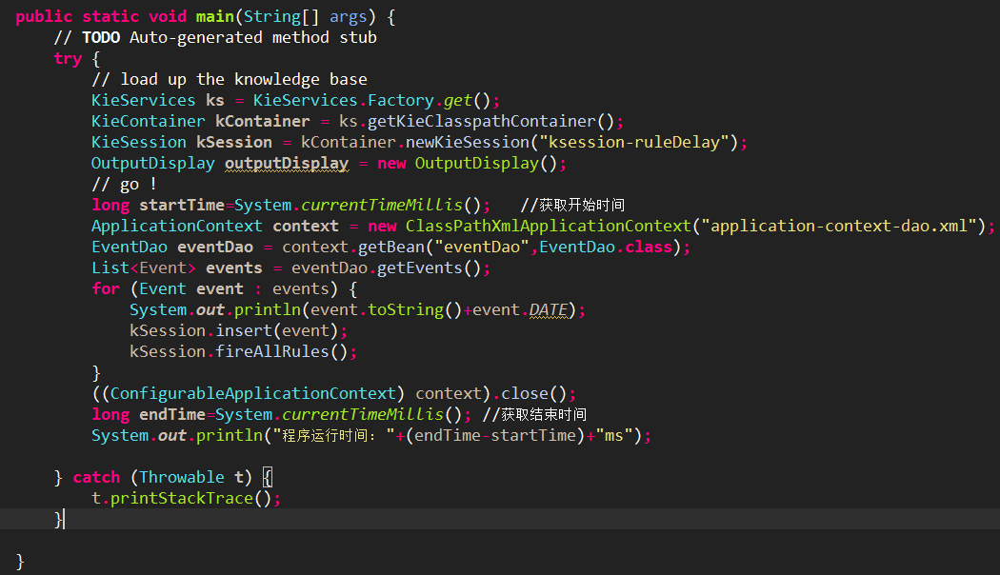 public static void main(String[] args) {
// TODO Auto-generated method stub
try {
// load up the knowledge base
KieServices ks = KieServices.Factory.get();
KieContainer kContainer = ks.getKieClasspathContainer();
KieSession kSession = kContainer.newKieSession("ksession-ruleDelay");
OutputDisplay outputDisplay = new OutputDisplay();
// go !
long startTime=System.currentTimeMillis();   //获取开始时间
ApplicationContext context = new ClassPathXmlApplicationContext("application-context-dao.xml");
EventDao eventDao = context.getBean("eventDao",EventDao.class);
List<Event> events = eventDao.getEvents();
for (Event event : events) {
System.out.println(event.toString()+event.DATE);
kSession.insert(event);
kSession.fireAllRules();
}
((ConfigurableApplicationContext) context).close();
long endTime=System.currentTimeMillis(); //获取结束时间
System.out.println("程序运行时间："+(endTime-startTime)+"ms");
} catch (Throwable t) {
t.printStackTrace();
}
}